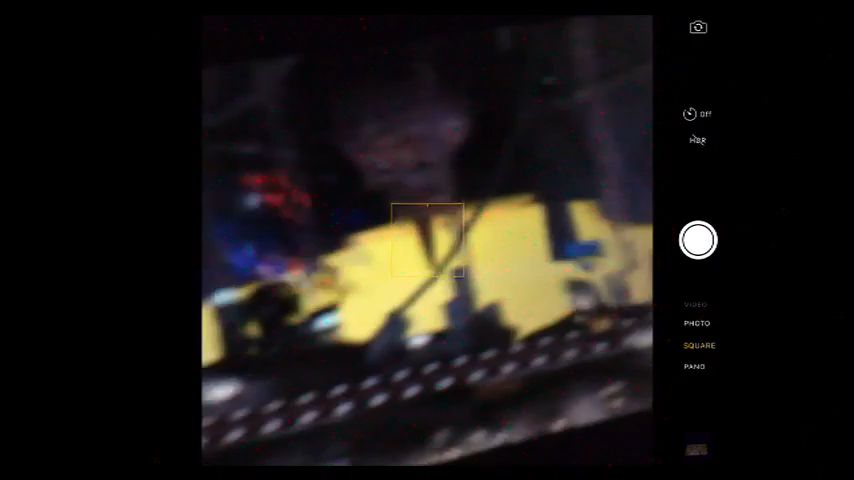 Off
HDR
VIDEO
PHOTO
SQUARE
PANO